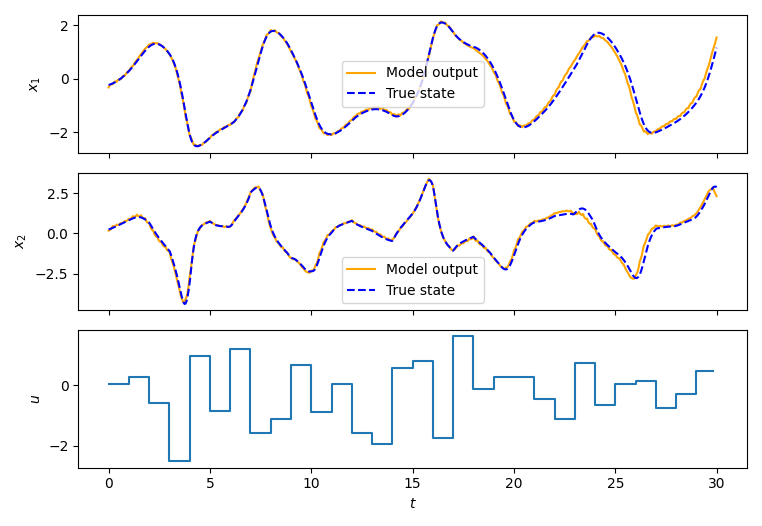 2
0
−2
x₁
Model output
True state
2.5
0.0
−2.5
x₂
Model output
True state
0
−2
u
0 5 10 15 20 25 30
t